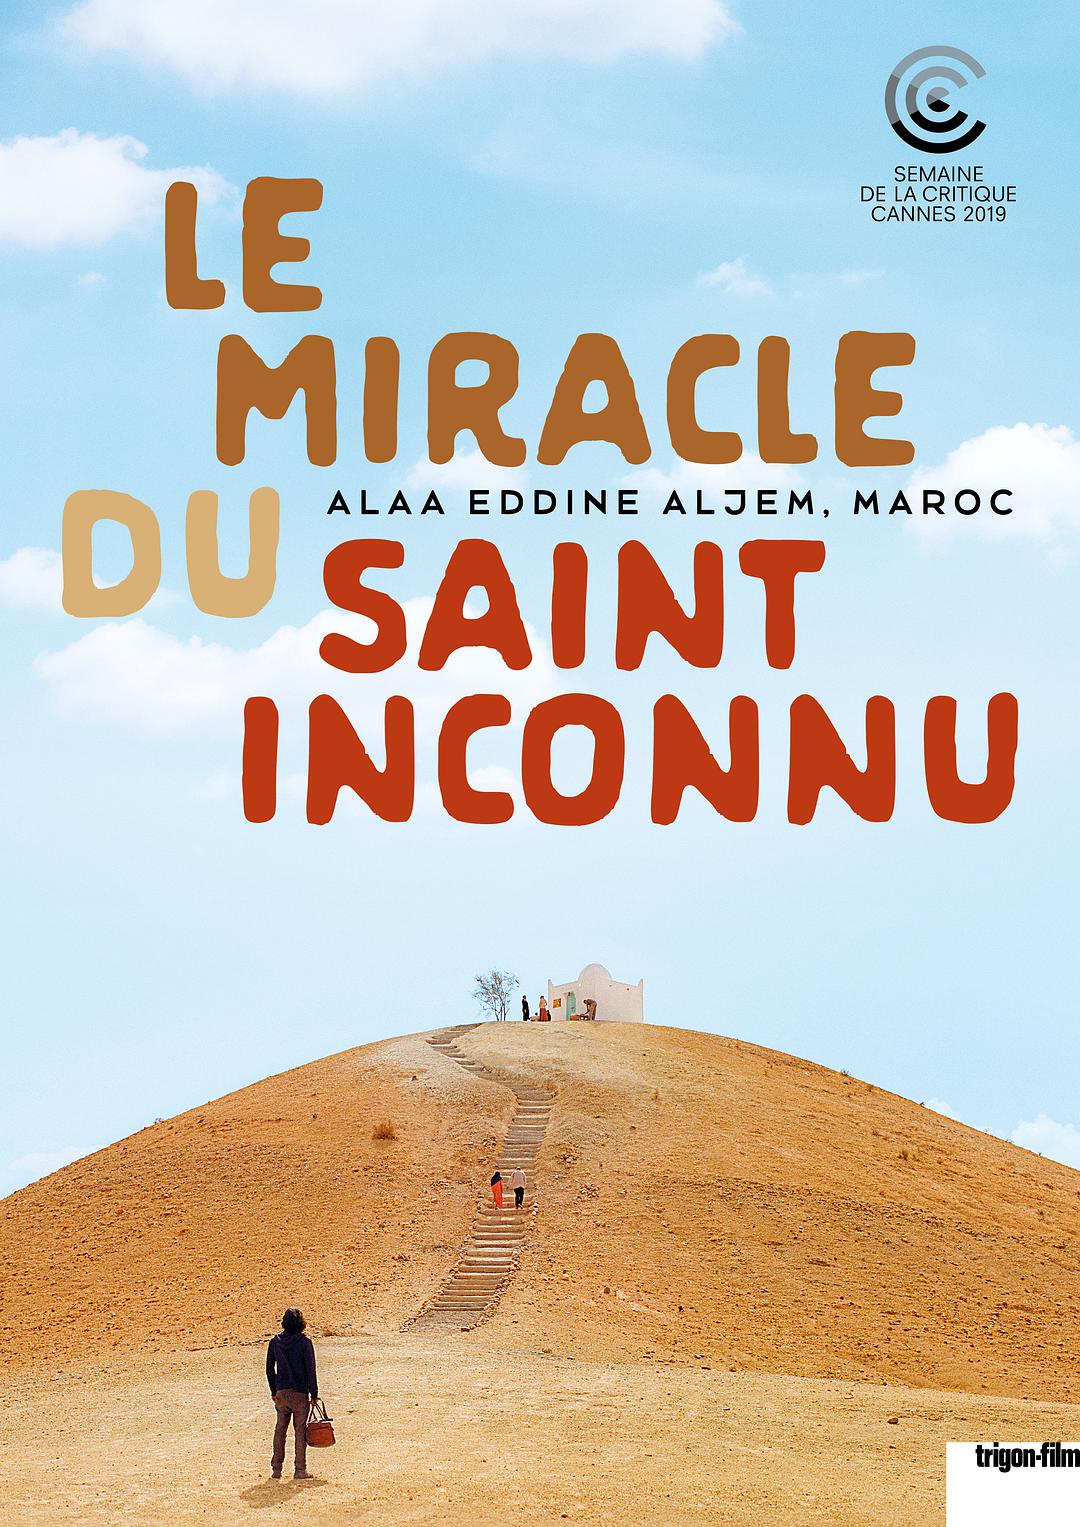 SEMAINE
DE LA CRITIQUE
CANNES 2019
LE
MIRACLE
DU
ALAA EDDINE ALJEM, MAROC
SAINT
INCONNU
trigon-film